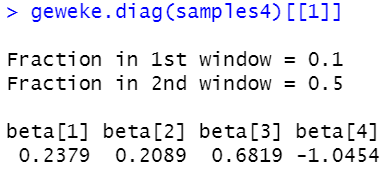 > geweke.diag(samples4)[[1]]
Fraction in 1st window = 0.1
Fraction in 2nd window = 0.5
beta[1] beta[2] beta[3] beta[4]
0.2379 0.2089 0.6819 -1.0454